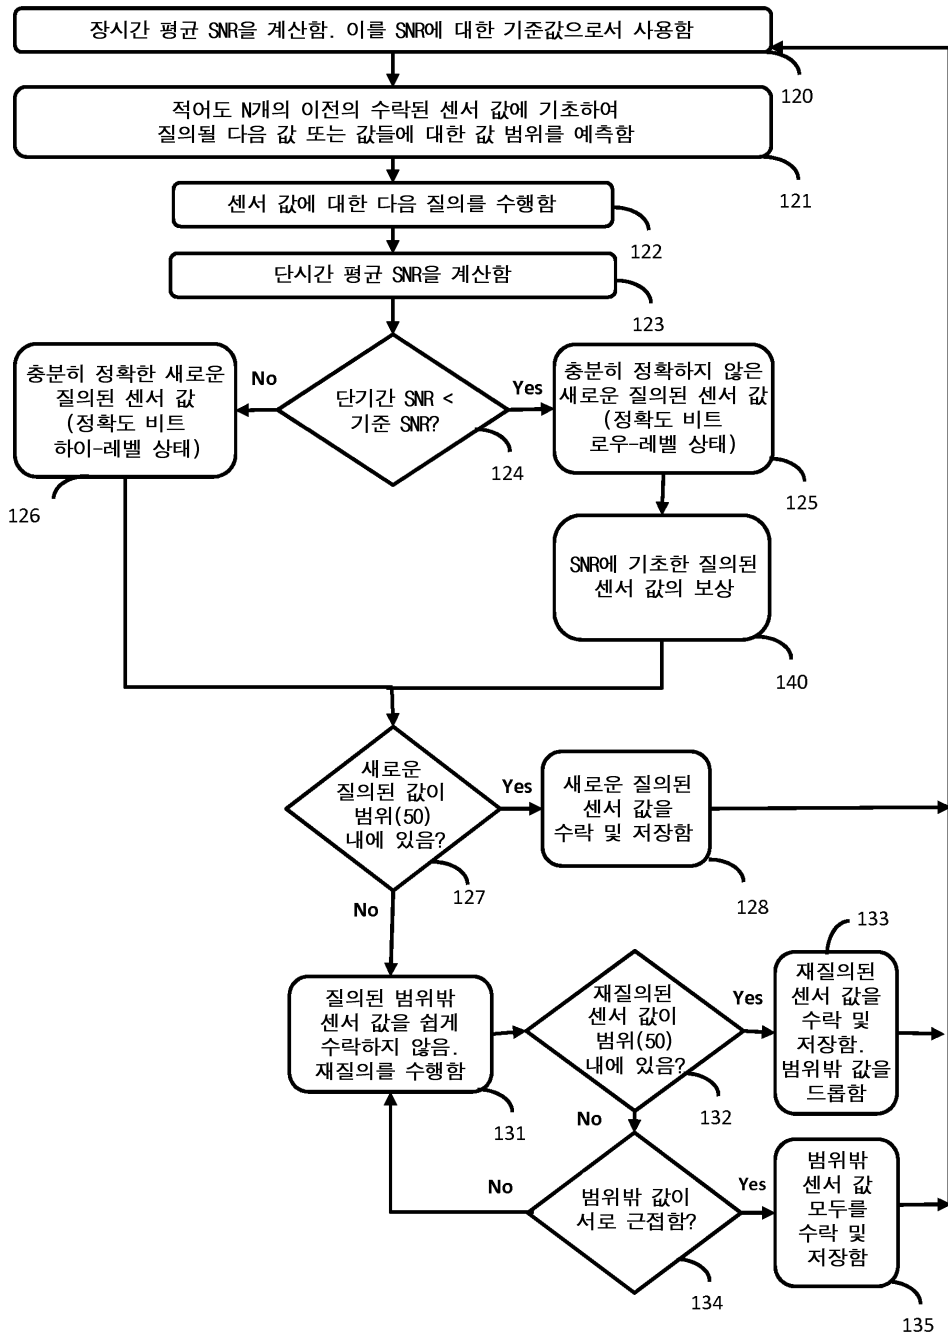 장시간 평균 SNR을 계산함. 이를 SNR에 대한 기준값으로서 사용함
120
적어도 N개의 이전의 수락된 센서 값에 기초하여
질의될 다음 값 또는 값들에 대한 값 범위를 예측함
121
센서 값에 대한 다음 질의를 수행함
122
단시간 평균 SNR을 계산함
123
충분히 정확한 새로운
질의된 센서 값
(정확도 비트
하이-레벨 상태)
126
No
단기간 SNR <
기준 SNR?
124
Yes
충분히 정확하지 않은
새로운 질의된 센서 값
(정확도 비트
로우-레벨 상태)
125
SNR에 기초한 질의된
센서 값의 보상
140
새로운
질의된 값이
범위(50)
내에 있음?
127
Yes
새로운 질의된
센서 값을
수락 및 저장함
128
No
질의된 범위밖
센서 값을 쉽게
수락하지 않음.
재질의를 수행함
131
재질의된
센서 값이
범위(50)
내에 있음?
132
Yes
133
재질의된
센서 값을
수락 및
저장함.
범위밖 값을
드롭함
No
범위밖 값이
서로 근접함?
134
No
Yes
범위밖
센서 값
모두를
수락 및
저장함
135